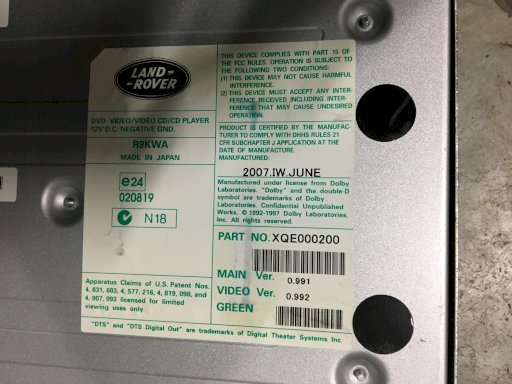 LAND-
ROVER
DVD VIDEO/VIDEO CD/CD PLAYER
12V D.C. NEGATIVE GND.
R9KWA
MADE IN JAPAN
e24
020819
N18
Apparatus Claims of U.S. Patent Nos.
4, 631, 603, 4, 577, 216, 4, 819, 098, and
4, 907, 093 licensed for limited
viewing uses only.
THIS DEVICE COMPLIES WITH PART 15 OF
THE FCC RULES. OPERATION IS SUBJECT TO
THE FOLLOWING TWO CONDITIONS:
(1) THIS DEVICE MAY NOT CAUSE HARMFUL
INTERFERENCE.
(2) THIS DEVICE MUST ACCEPT ANY INTER-
FERENCE RECEIVED INCLUDING INTER-
FERENCE THAT MAY CAUSE UNDESIRED
OPERATION.
PRODUCT IS CERTIFIED BY THE MANUFAC-
TURER TO COMPLY WITH DHHS RULES 21
CFR SUBCHAPTER J APPLICATION AT THE
DATE OF MANUFACTURE.
MANUFACTURED:
2007.IW.JUNE
Manufactured under license from Dolby
Laboratories. "Dolby" and the double-D
symbol are trademarks of Dolby
Laboratories. Confidential Unpublished
Works. © 1992-1997 Dolby Laboratories,
Inc. All rights reserved.
PART NO. XQE000200
MAIN Ver. 0.991
VIDEO Ver. 0.992
GREEN
"DTS" and "DTS Digital Out" are trademarks of Digital Theater Systems Inc.